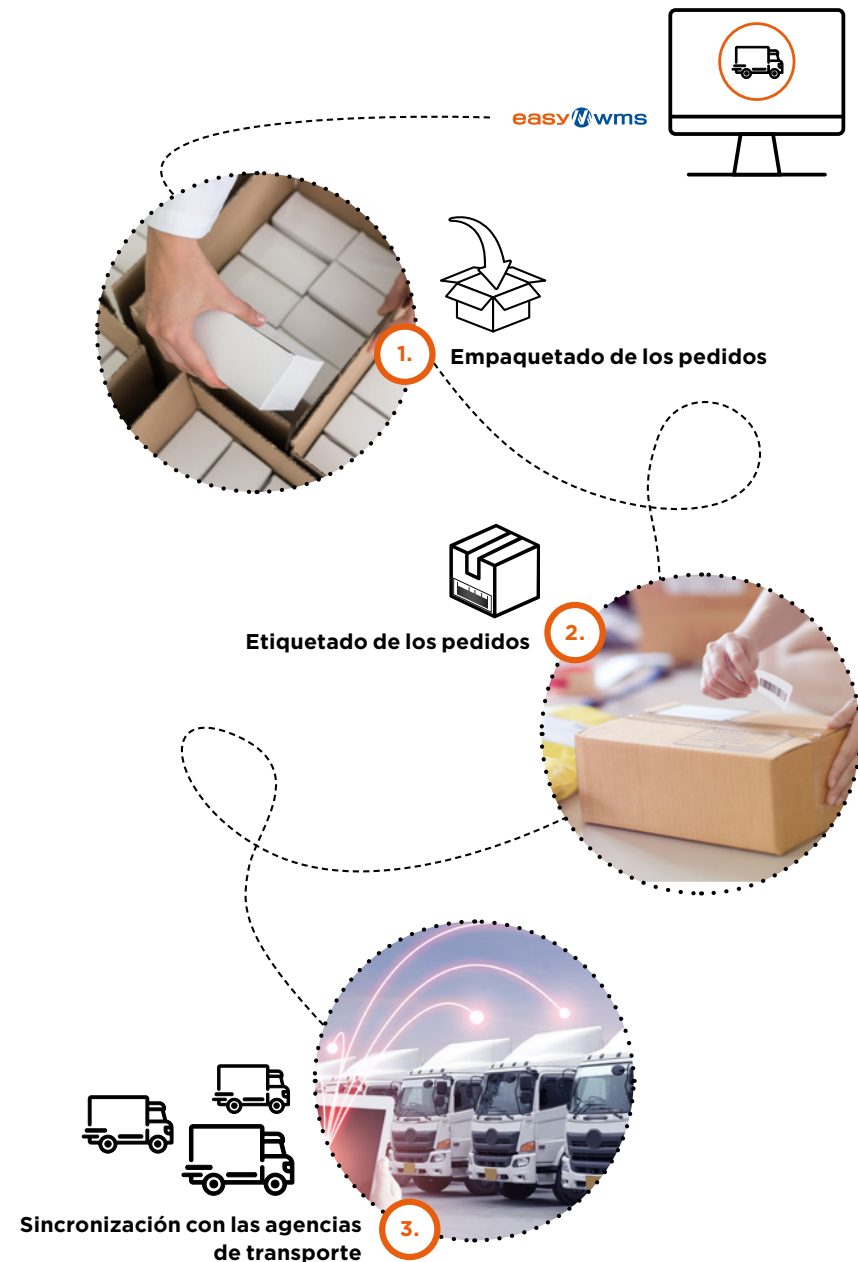 easy wms
1.
Empaquetado de los pedidos
2.
Etiquetado de los pedidos
3.
Sincronización con las agencias
de transporte